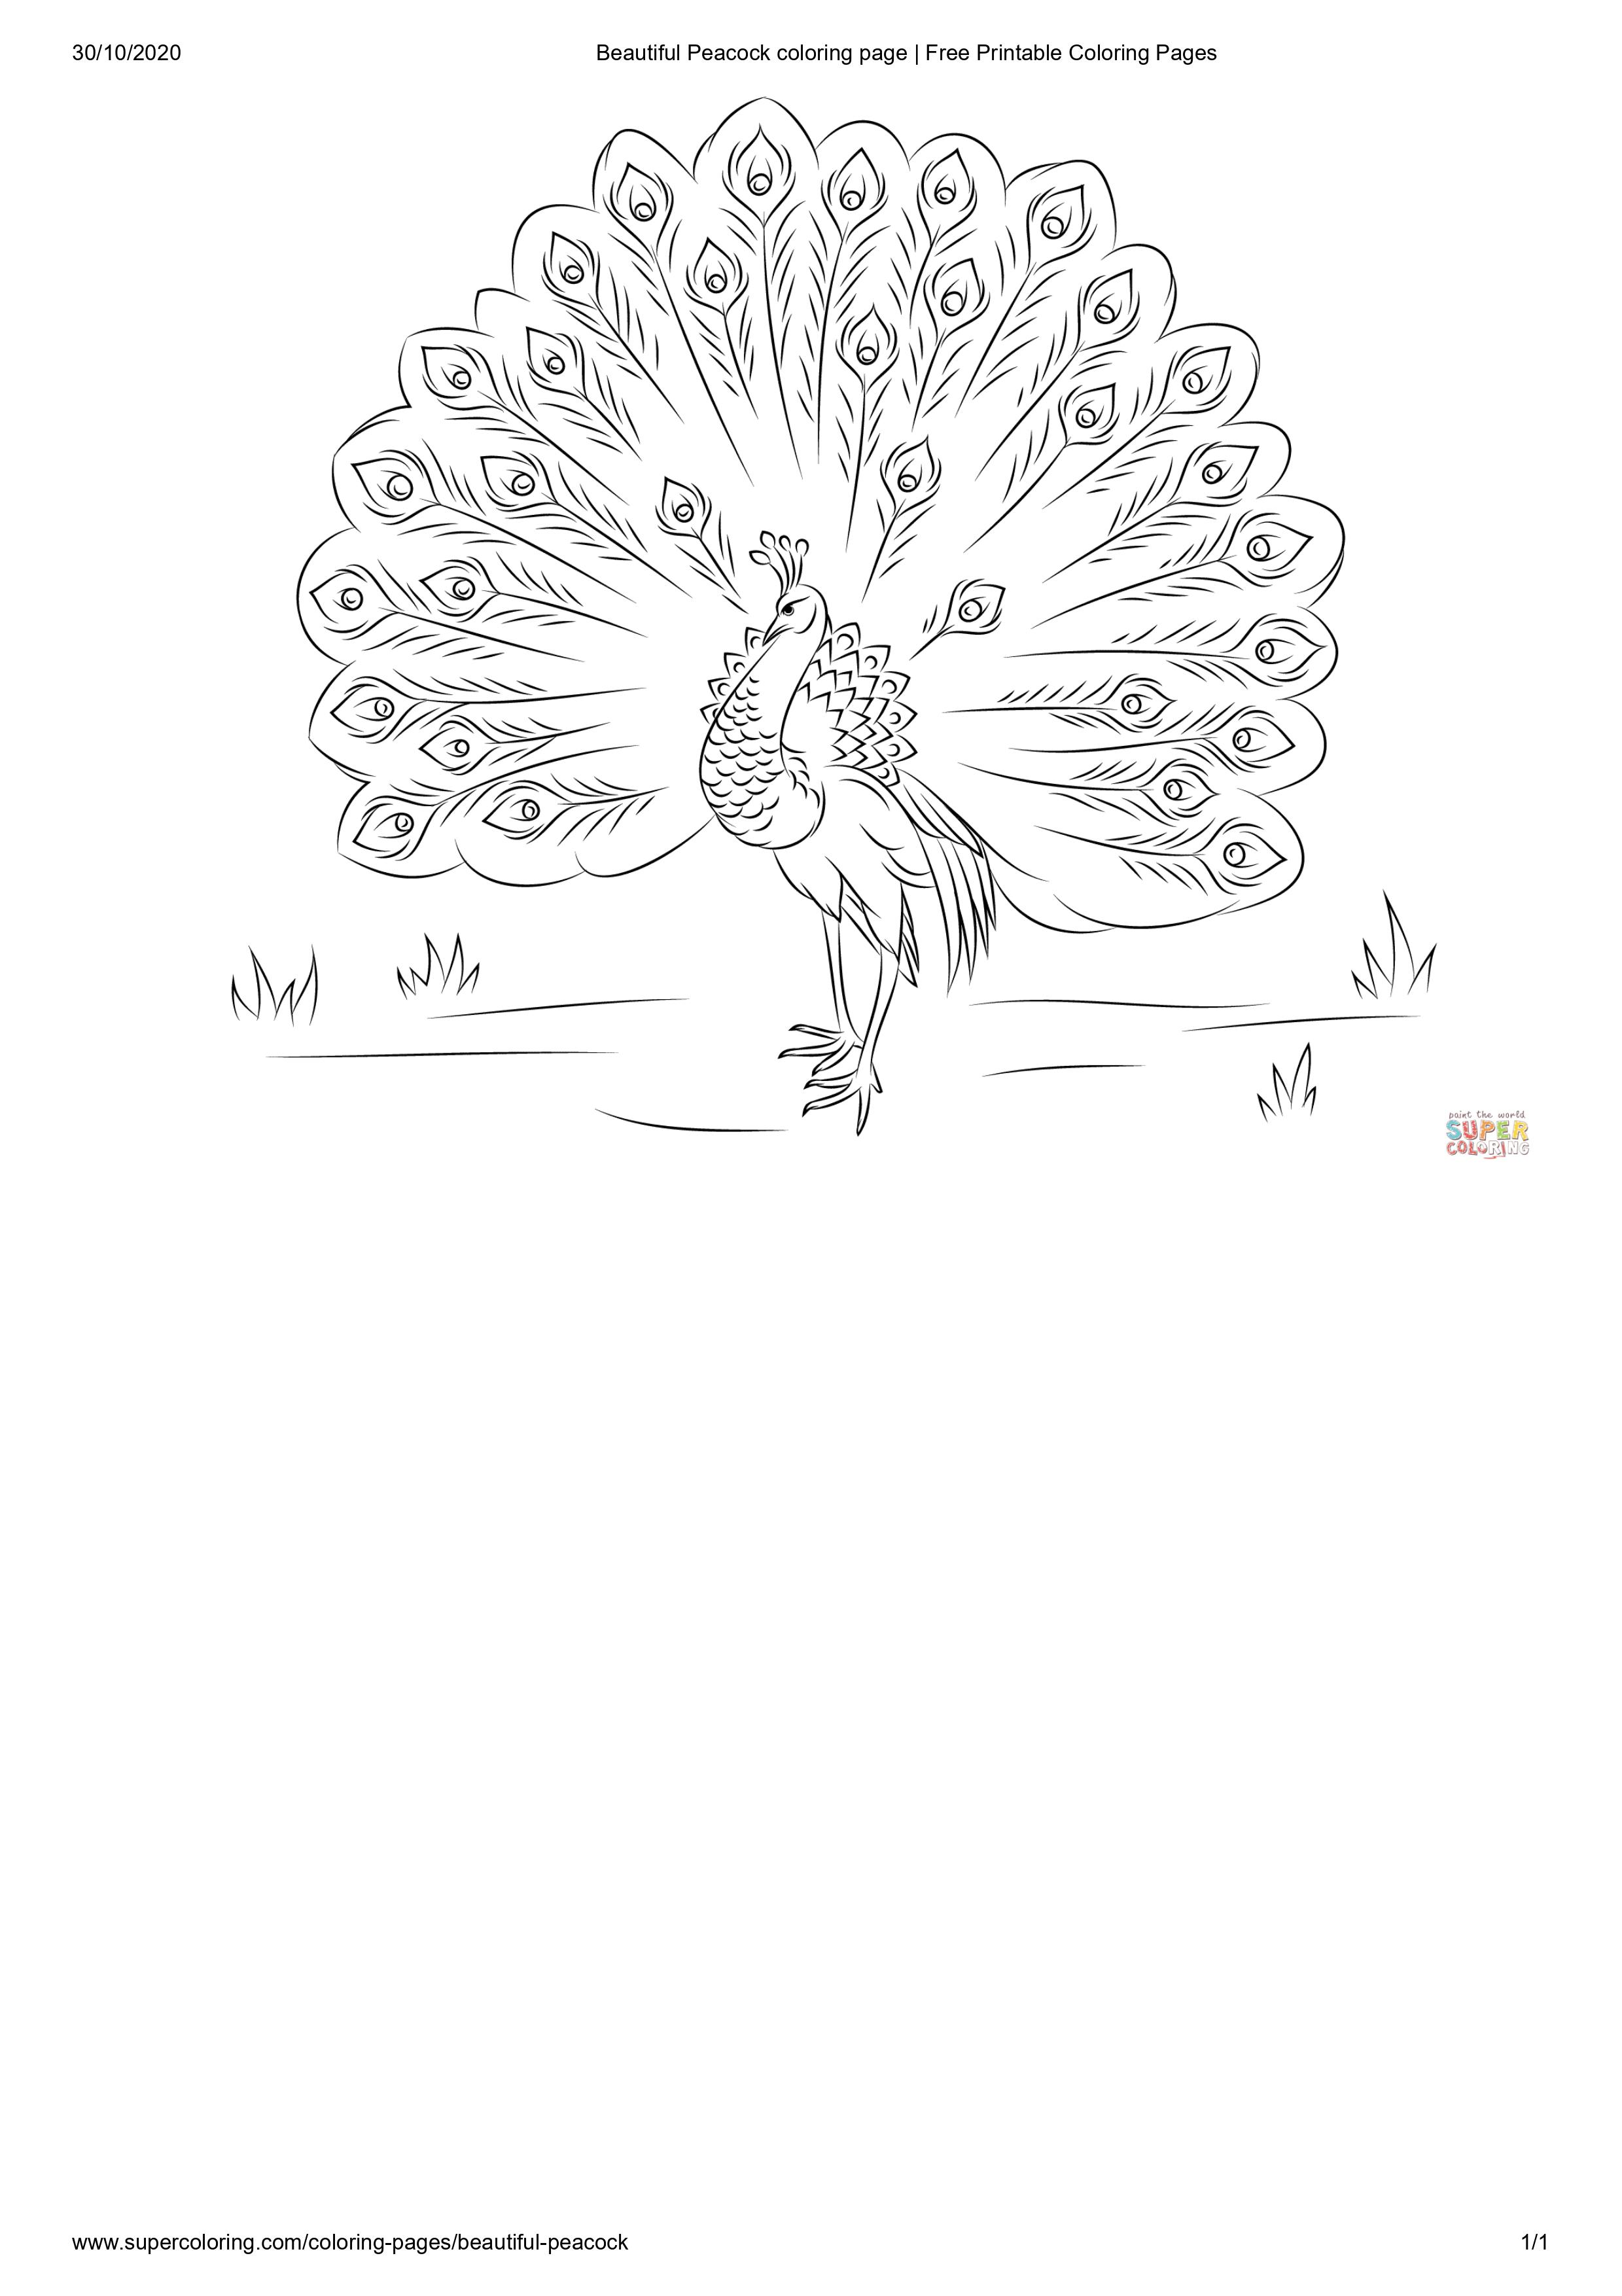 30/10/2020
Beautiful Peacock coloring page | Free Printable Coloring Pages
paint the world
SUPER
COLORING
www.supercoloring.com/coloring-pages/beautiful-peacock
1/1